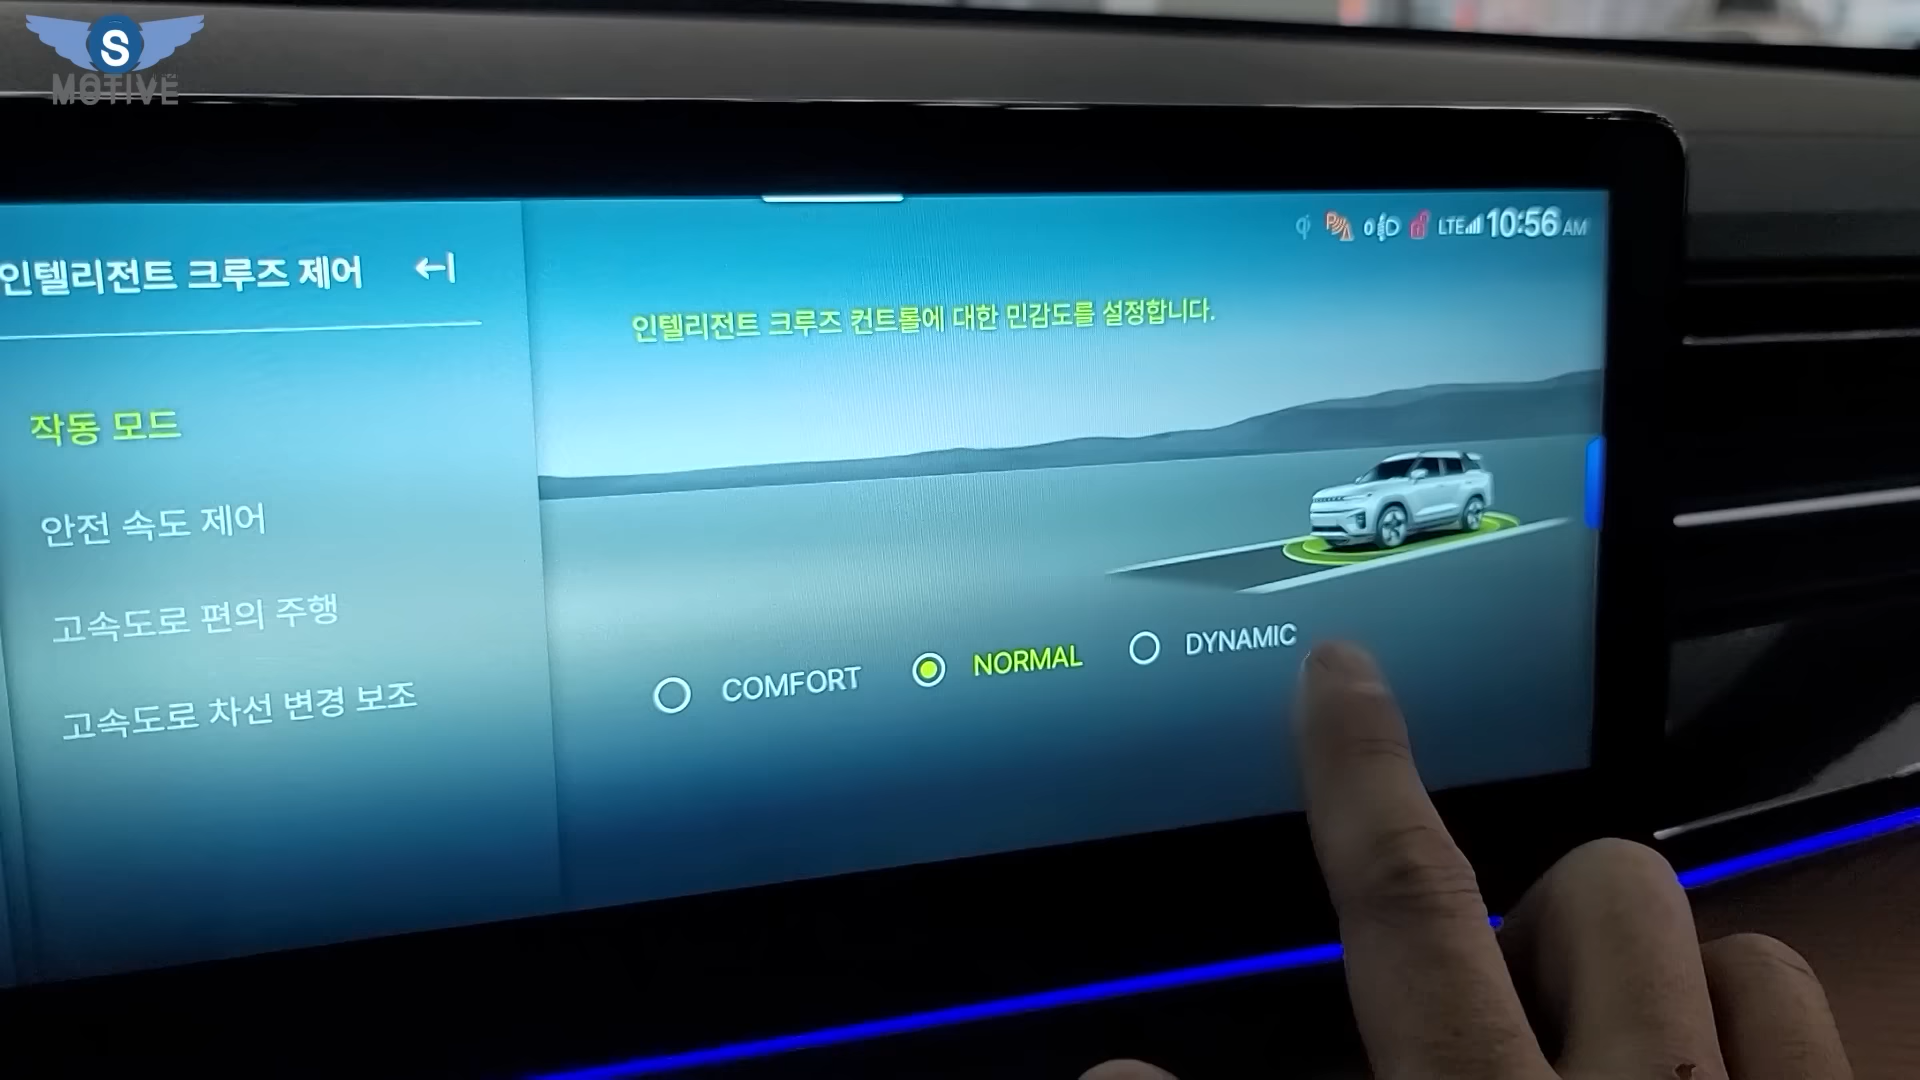 S
MOTIVE
LTE 10:56 AM
인텔리전트 크루즈 제어
인텔리전트 크루즈 컨트롤에 대한 민감도를 설정합니다.
작동 모드
안전 속도 제어
고속도로 편의 주행
고속도로 차선 변경 보조
COMFORT
NORMAL
DYNAMIC